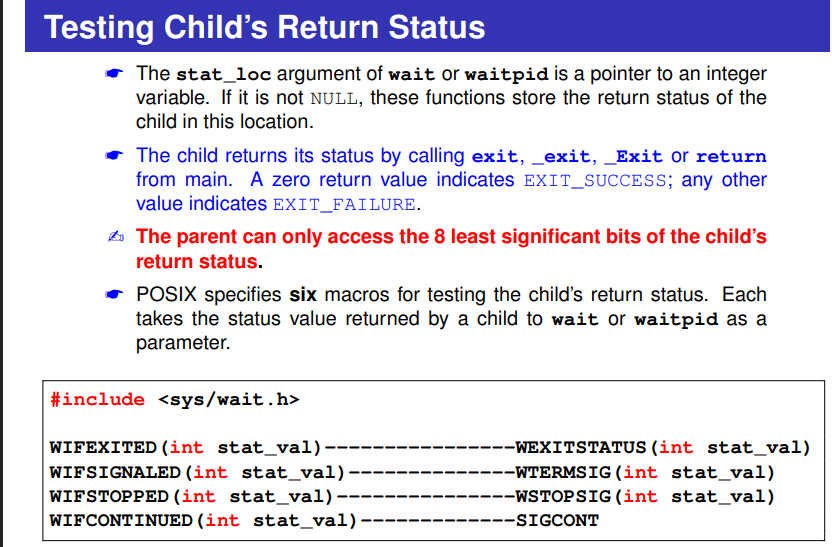 Testing Child's Return Status
The stat_loc argument of wait or waitpid is a pointer to an integer
variable. If it is not NULL, these functions store the return status of the
child in this location.
The child returns its status by calling exit, _exit, _Exit or return
from main. A zero return value indicates EXIT_SUCCESS; any other
value indicates EXIT_FAILURE.
The parent can only access the 8 least significant bits of the child's
return status.
POSIX specifies six macros for testing the child's return status. Each
takes the status value returned by a child to wait or waitpid as a
parameter.
#include <sys/wait.h>
WIFEXITED(int stat_val)----------------WEXITSTATUS(int stat_val)
WIFSIGNALED(int stat_val)--------------WTERMSIG(int stat_val)
WIFSTOPPED(int stat_val)---------------WSTOPSIG(int stat_val)
WIFCONTINUED(int stat_val)-------------SIGCONT